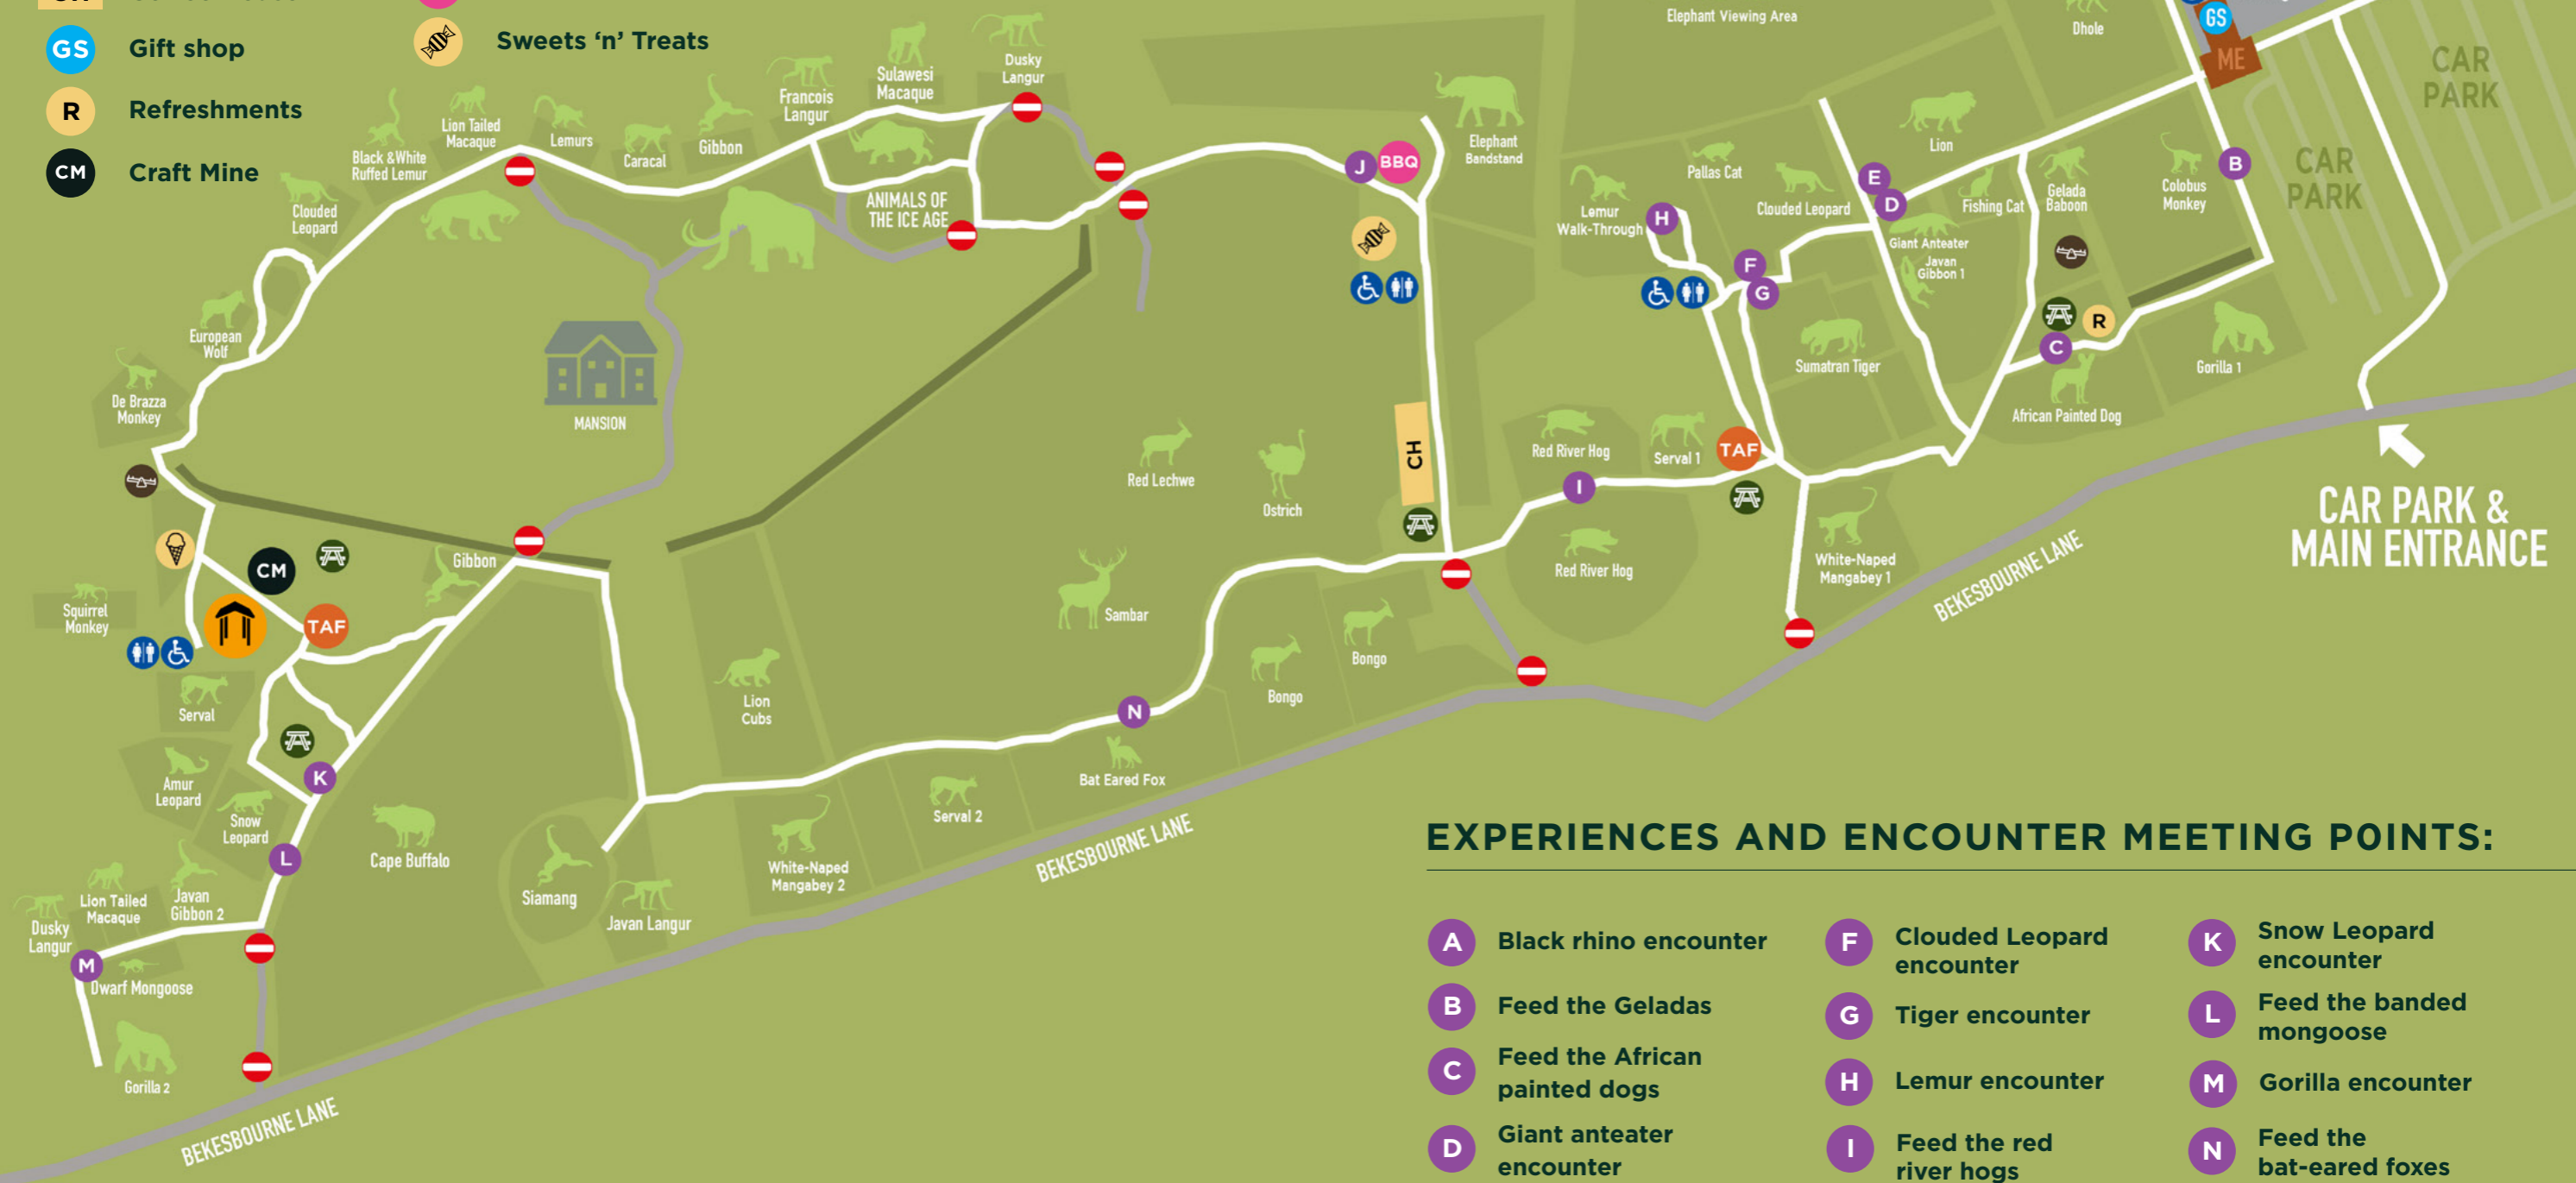 GS Gift shop
Sweets ‘n’ Treats
R Refreshments
CM Craft Mine
Elephant Viewing Area
Dhole
GS
ME
CAR
PARK
CAR
PARK
Dusky
Langur
Sulawesi
Macaque
Francois
Langur
Gibbon
Caracal
Lemurs
Lion Tailed
Macaque
Black &White
Ruffed Lemur
Clouded
Leopard
European
Wolf
De Brazza
Monkey
ANIMALS OF
THE ICE AGE
MANSION
J
BBQ
Elephant
Bandstand
Lemur
Walk-Through
H
Pallas Cat
Clouded Leopard
E
D
F
G
Lion
Fishing Cat
Gelada
Baboon
Colobus
Monkey
B
Giant Anteater
Javan
Gibbon 1
Sumatran Tiger
R
C
African Painted Dog
Gorilla 1
CAR PARK &
MAIN ENTRANCE
Red Lechwe
Ostrich
CH
Red River Hog
Serval 1
TAF
I
Red River Hog
White-Naped
Mangabey 1
BEKESBOURNE LANE
Sambar
Bongo
Bongo
CM
Gibbon
Squirrel
Monkey
TAF
Serval
Amur
Leopard
K
Snow
Leopard
L
Cape Buffalo
Lion
Cubs
N
Bat Eared Fox
Serval 2
White-Naped
Mangabey 2
Siamang
Javan Langur
BEKESBOURNE LANE
Javan
Gibbon 2
Lion Tailed
Macaque
Dusky
Langur
M
Dwarf Mongoose
Gorilla 2
BEKESBOURNE LANE
EXPERIENCES AND ENCOUNTER MEETING POINTS:
A Black rhino encounter
B Feed the Geladas
C Feed the African
painted dogs
D Giant anteater
encounter
F Clouded Leopard
encounter
G Tiger encounter
H Lemur encounter
I Feed the red
river hogs
K Snow Leopard
encounter
L Feed the banded
mongoose
M Gorilla encounter
N Feed the
bat-eared foxes